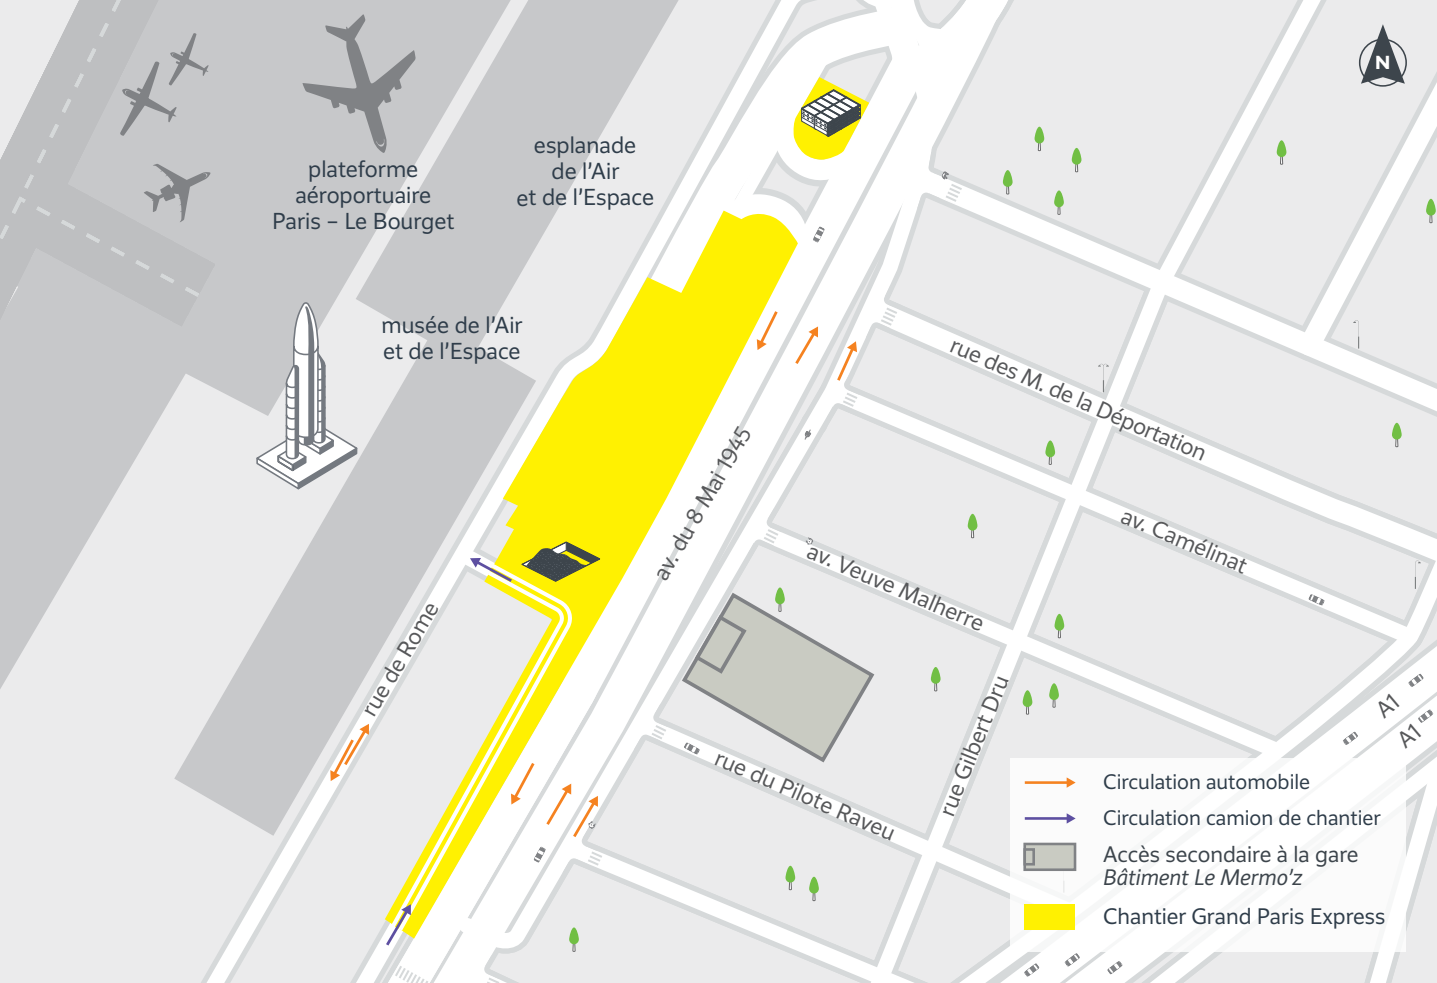 N
plateforme
aéroportuaire
Paris – Le Bourget
esplanade
de l'Air
et de l'Espace
musée de l'Air
et de l'Espace
rue des M. de la Déportation
av. du 8 Mai 1945
av. Camélinat
av. Veuve Malherre
rue de Rome
rue Gilbert Dru
rue du Pilote Raveu
A1
A1
Circulation automobile
Circulation camion de chantier
Accès secondaire à la gare
Bâtiment Le Mermo'z
Chantier Grand Paris Express